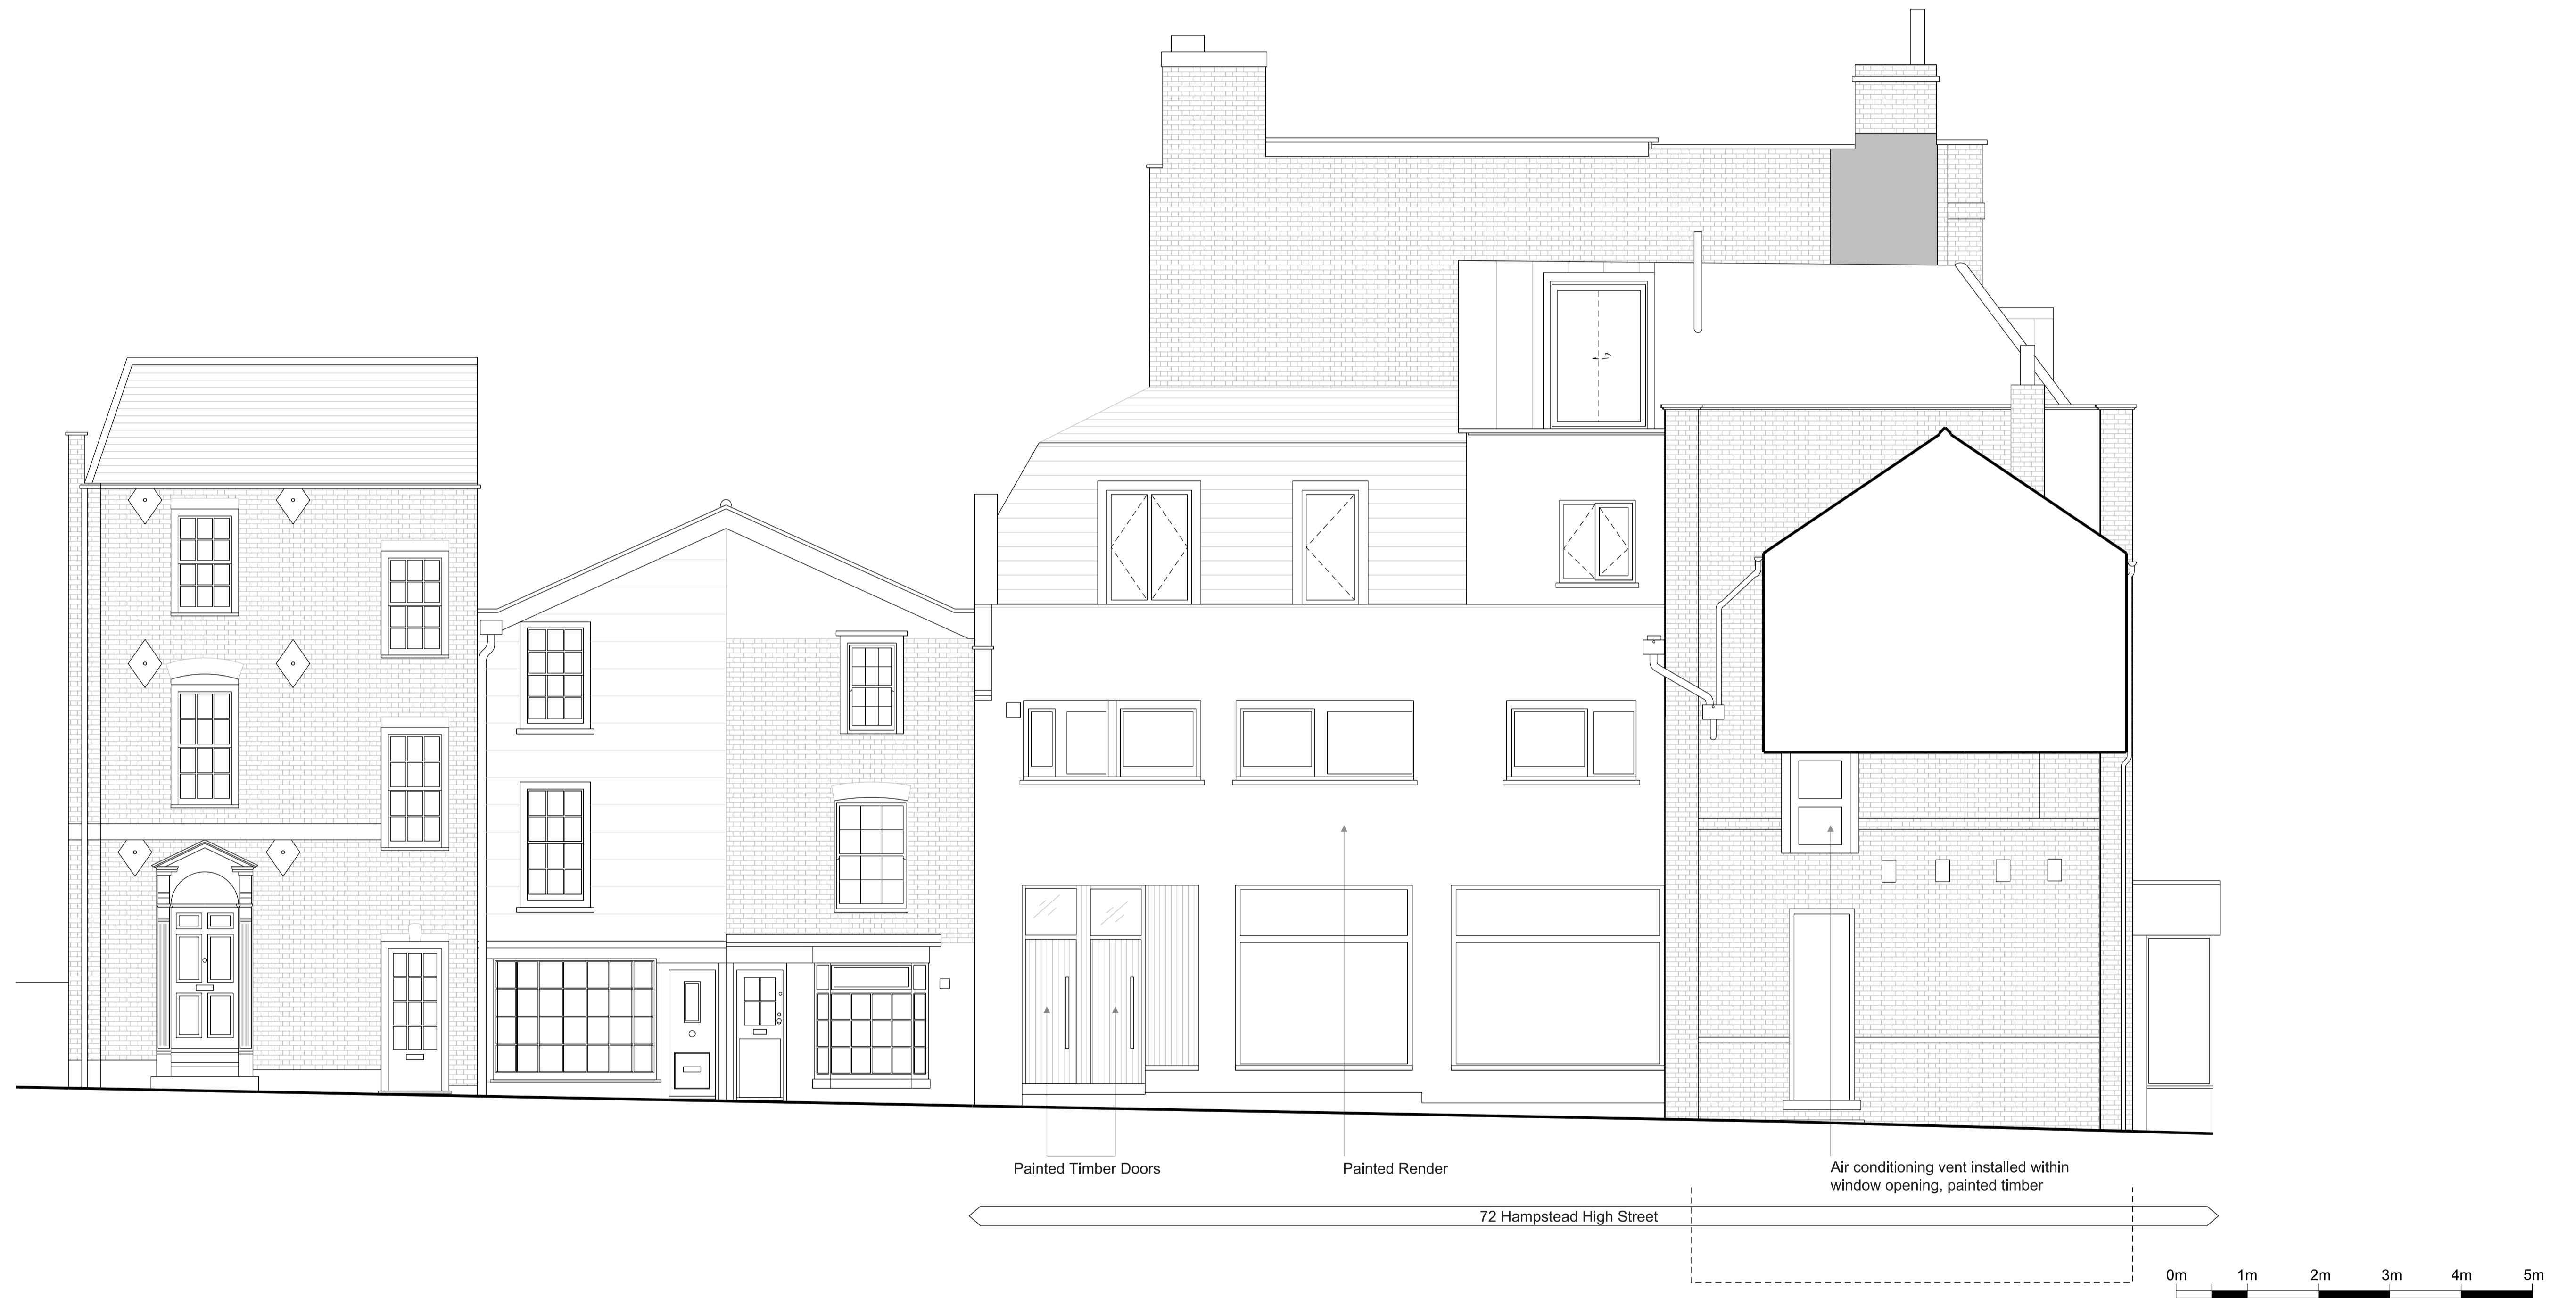 Painted Timber Doors
Painted Render
Air conditioning vent installed within
window opening, painted timber
72 Hampstead High Street
0m 1m 2m 3m 4m 5m